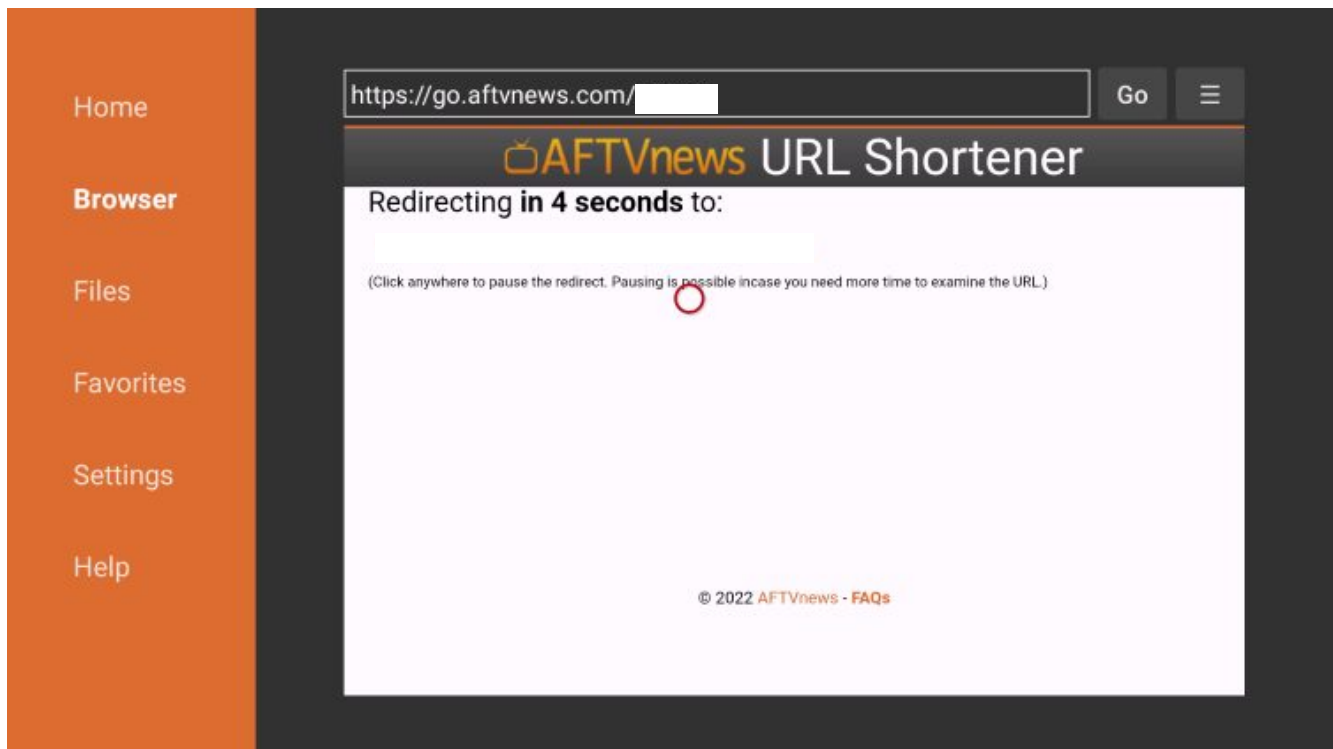 Home
Browser
Files
Favorites
Settings
Help
https://go.aftvnews.com/
Go
AFTVnews URL Shortener
Redirecting in 4 seconds to:
(Click anywhere to pause the redirect. Pausing is possible incase you need more time to examine the URL.)
© 2022 AFTVnews - FAQs